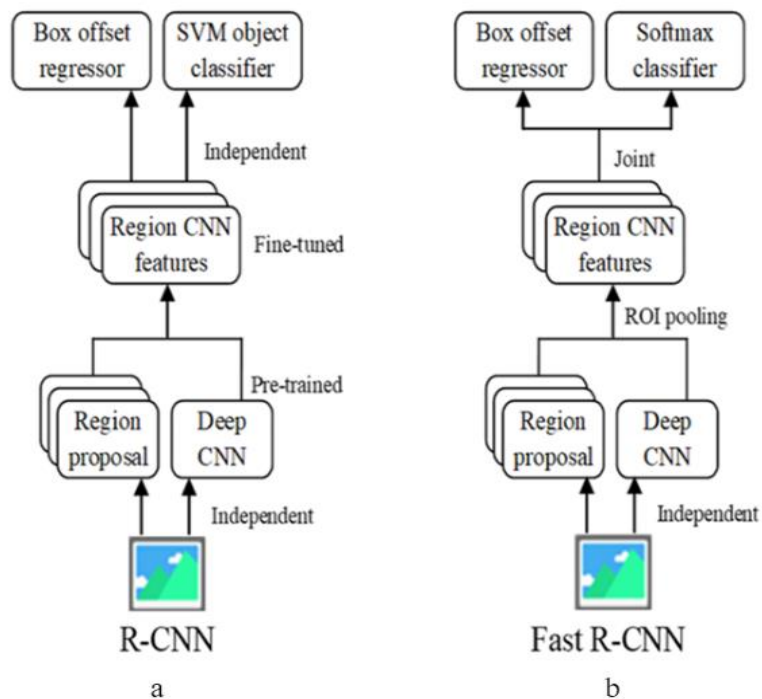 Box offset
regressor
SVM object
classifier
Independent
Region CNN
features
Fine-tuned
Pre-trained
Region
proposal
Deep
CNN
Independent
R-CNN
a
Box offset
regressor
Softmax
classifier
Joint
Region CNN
features
ROI pooling
Region
proposal
Deep
CNN
Independent
Fast R-CNN
b